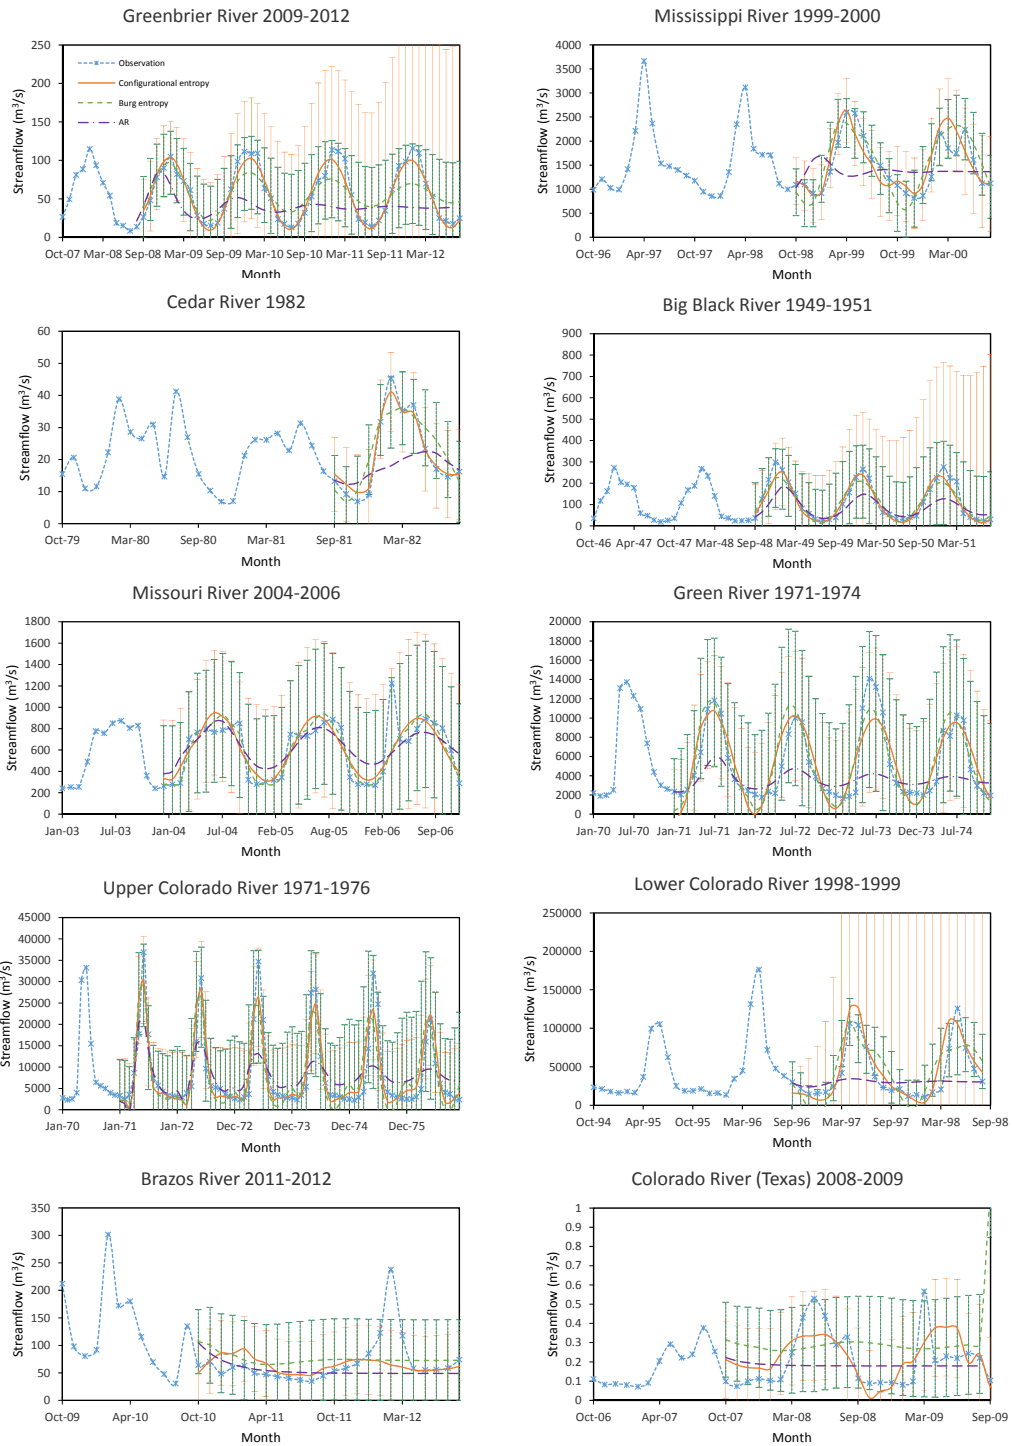 Greenbrier River 2009-2012
Streamflow (m³/s)
250
200
150
100
50
0
Observation
Configurational entropy
Burg entropy
AR
Oct-07 Mar-08 Sep-08 Mar-09 Sep-09 Mar-10 Sep-10 Mar-11 Sep-11 Mar-12
Month
Mississippi River 1999-2000
Streamflow (m³/s)
4000
3500
3000
2500
2000
1500
1000
500
0
Oct-96 Apr-97 Oct-97 Apr-98 Oct-98 Apr-99 Oct-99 Mar-00
Month
Cedar River 1982
Streamflow (m³/s)
60
50
40
30
20
10
0
Oct-79 Mar-80 Sep-80 Mar-81 Sep-81 Mar-82
Month
Big Black River 1949-1951
Streamflow (m³/s)
900
800
700
600
500
400
300
200
100
0
Oct-46 Apr-47 Oct-47 Mar-48 Sep-48 Mar-49 Sep-49 Mar-50 Sep-50 Mar-51
Month
Missouri River 2004-2006
Streamflow (m³/s)
1800
1600
1400
1200
1000
800
600
400
200
0
Jan-03 Jul-03 Jan-04 Jul-04 Feb-05 Aug-05 Feb-06 Sep-06
Month
Green River 1971-1974
Streamflow (m³/s)
20000
18000
16000
14000
12000
10000
8000
6000
4000
2000
0
Jan-70 Jul-70 Jan-71 Jul-71 Jan-72 Jul-72 Dec-72 Jul-73 Dec-73 Jul-74
Month
Upper Colorado River 1971-1976
Streamflow (m³/s)
45000
40000
35000
30000
25000
20000
15000
10000
5000
0
Jan-70 Jan-71 Jan-72 Dec-72 Dec-73 Dec-74 Dec-75
Month
Lower Colorado River 1998-1999
Streamflow (m³/s)
250000
200000
150000
100000
50000
0
Oct-94 Apr-95 Oct-95 Mar-96 Sep-96 Mar-97 Sep-97 Mar-98 Sep-98
Month
Brazos River 2011-2012
Streamflow (m³/s)
350
300
250
200
150
100
50
0
Oct-09 Apr-10 Oct-10 Apr-11 Oct-11 Mar-12
Month
Colorado River (Texas) 2008-2009
Streamflow (m³/s)
1
0.9
0.8
0.7
0.6
0.5
0.4
0.3
0.2
0.1
0
Oct-06 Apr-07 Oct-07 Mar-08 Sep-08 Mar-09 Sep-09
Month